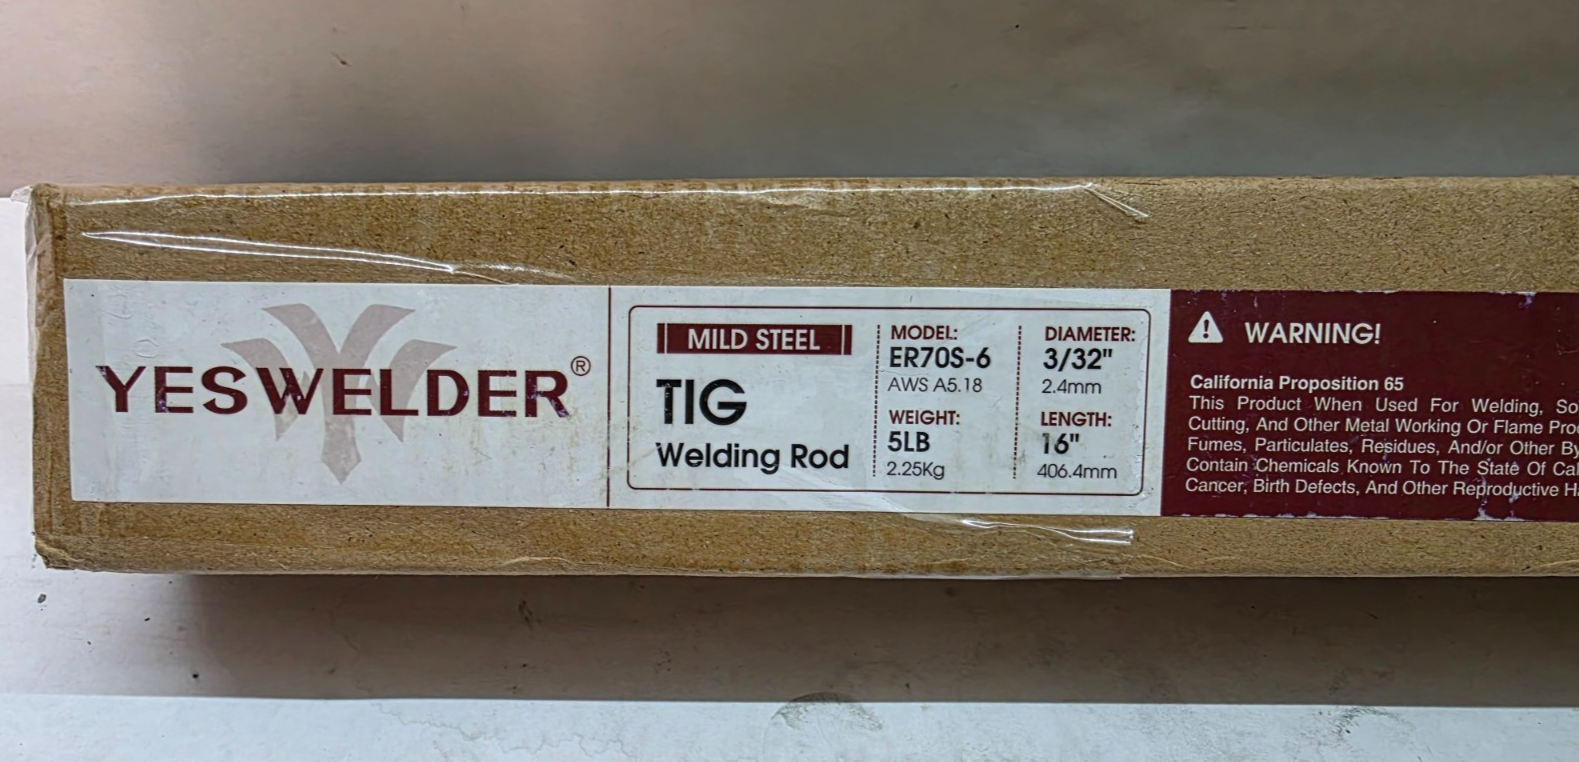 YESWELDER®
MILD STEEL
TIG
Welding Rod
MODEL:
ER70S-6
AWS A5.18
WEIGHT:
5LB
2.25Kg
DIAMETER:
3/32"
2.4mm
LENGTH:
16"
406.4mm
WARNING!
California Proposition 65
This Product When Used For Welding,
Cutting, And Other Metal Working Or Flame
Fumes, Particulates, Residues, And/or Other
Contain Chemicals Known To The State Of
Cancer, Birth Defects, And Other Reproductive